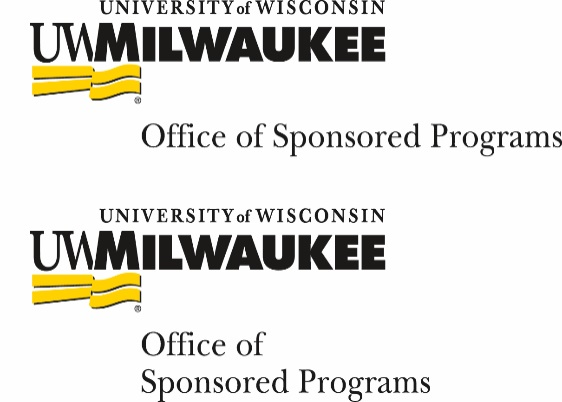 UNIVERSITY of WISCONSIN
UWMILWAUKEE
®
Office of Sponsored Programs
UNIVERSITY of WISCONSIN
UWMILWAUKEE
®
Office of
Sponsored Programs